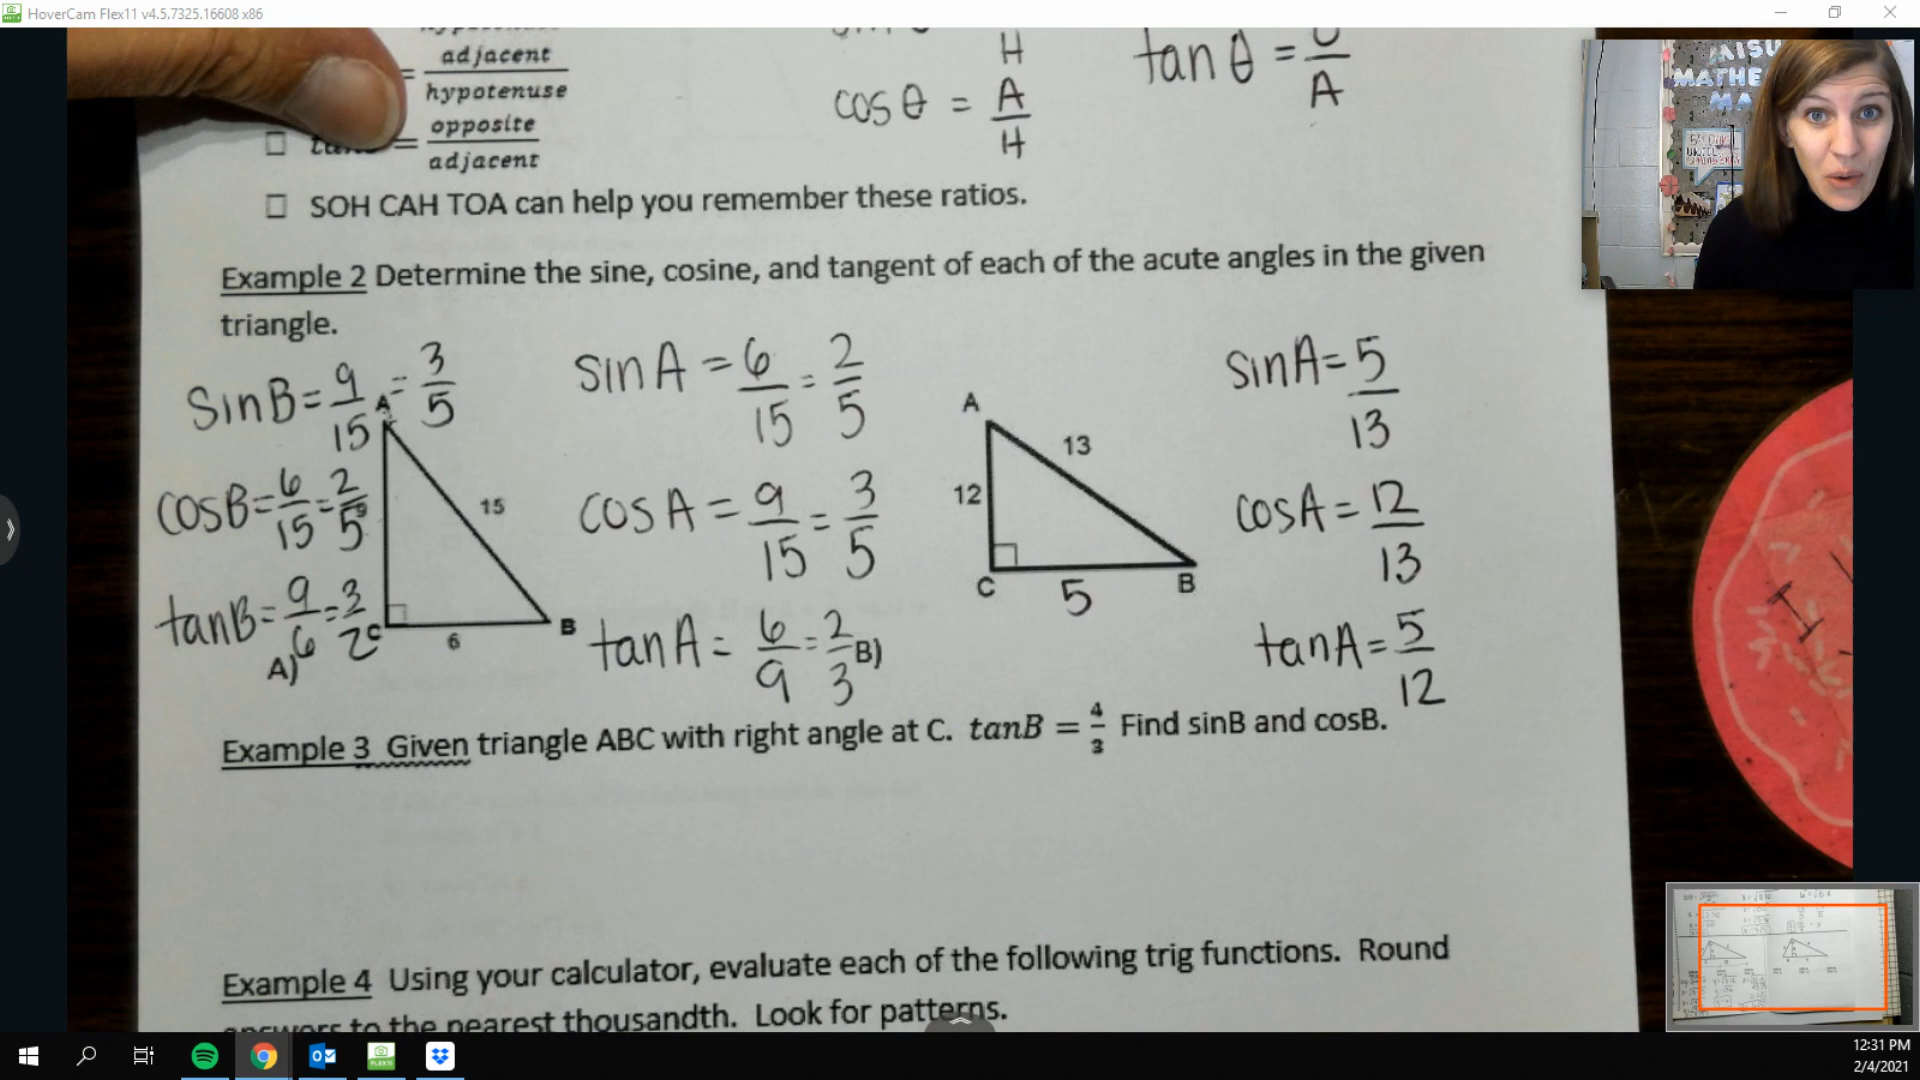 HoverCam Flex11 v4.5.7325.16608 x86
= adjacent
hypotenuse
= opposite
adjacent
H
cos θ = A
H
tan θ = O
A
□ SOH CAH TOA can help you remember these ratios.
Example 2 Determine the sine, cosine, and tangent of each of the acute angles in the given
triangle.
SinB = 9/15 = 3/5
cosB = 6/15 = 2/5
tanB = 9/6 = 3/2
A)
A
15
C
6
B
sin A = 6/15 = 2/5
cos A = 9/15 = 3/5
tan A = 6/9 = 2/3
B)
A
13
12
C
5
B
sin A = 5/13
cos A = 12/13
tan A = 5/12
Example 3 Given triangle ABC with right angle at C. tanB = 4/3 Find sinB and cosB.
Example 4 Using your calculator, evaluate each of the following trig functions. Round
answers to the nearest thousandth. Look for patterns.
12:31 PM
2/4/2021